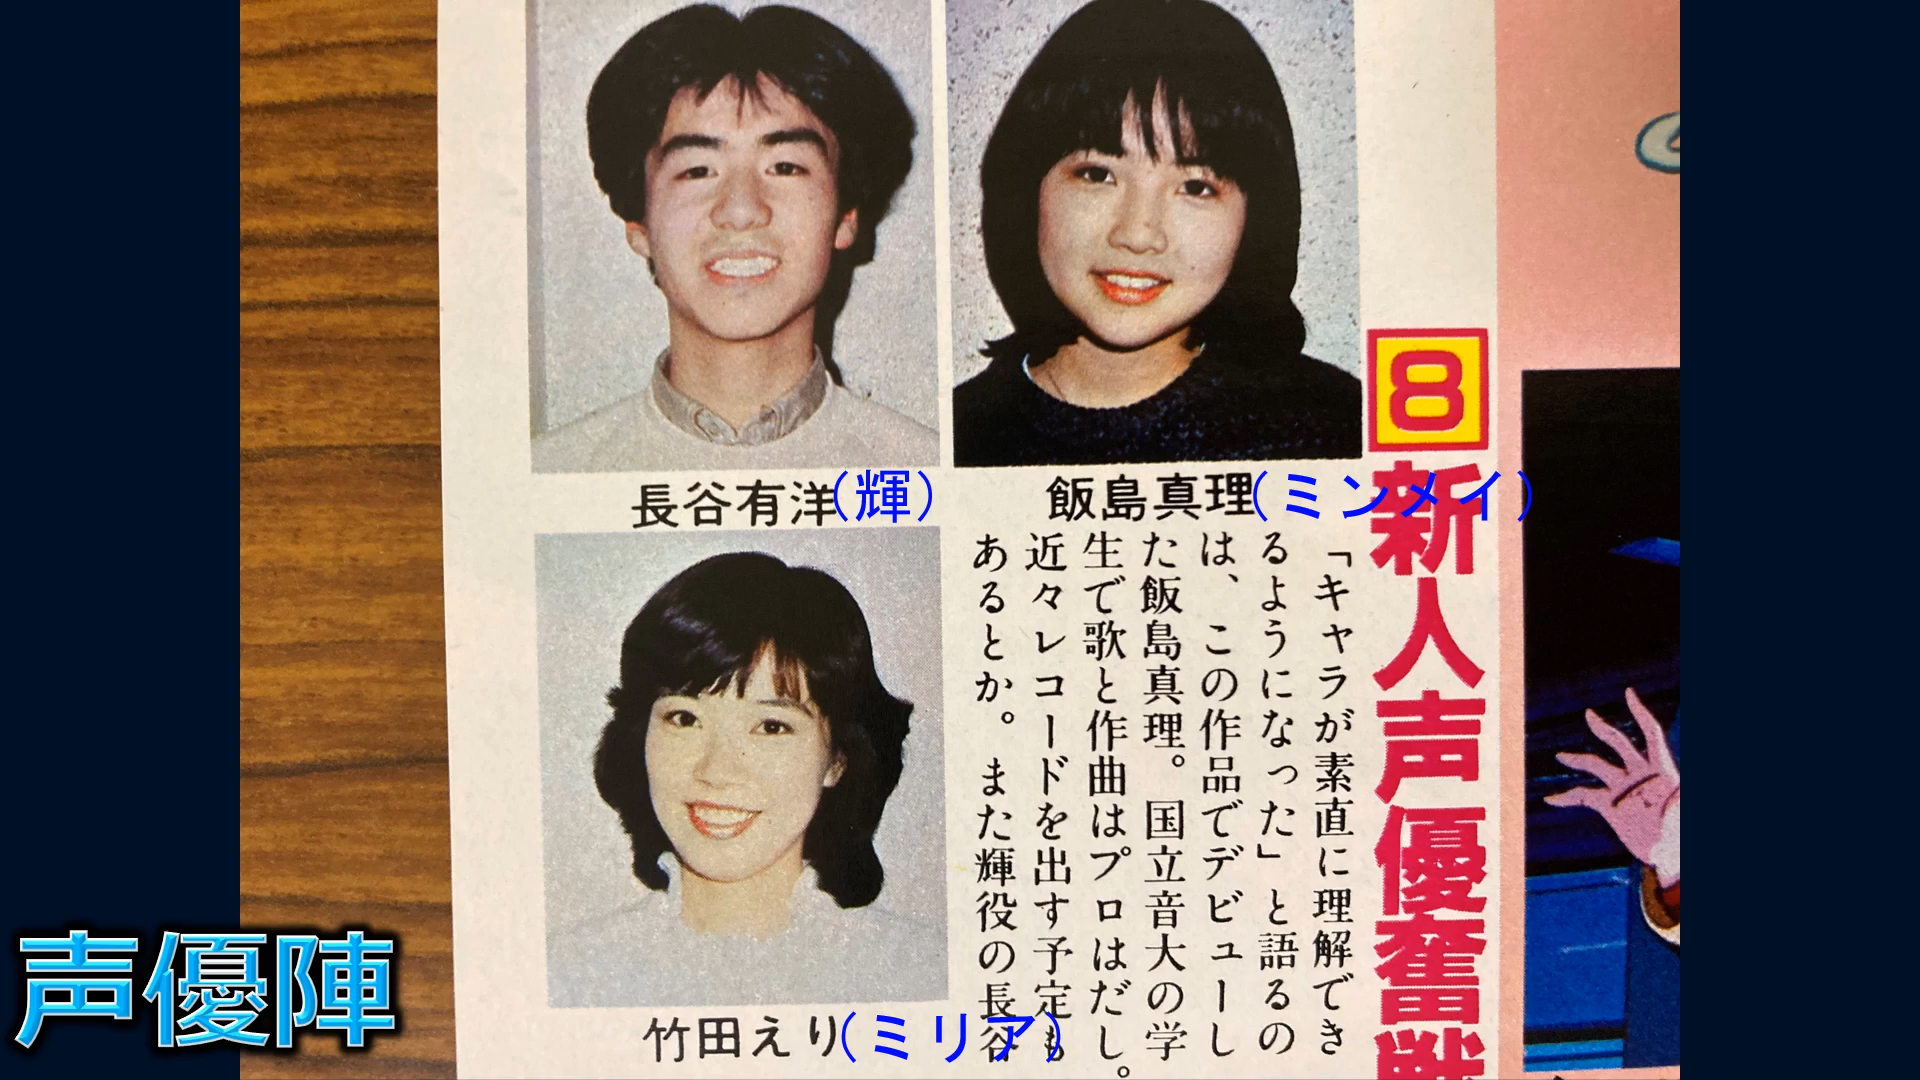 長谷有洋(輝)
飯島真理(ミンメイ)
竹田えり(ミリア)
8
新人声優奮戦
「キャラが素直に理解でき
るようになった」と語るの
は、この作品でデビューし
た飯島真理。国立音大の学
生で歌と作曲はプロはだし。
近々レコードを出す予定も
あるとか。また輝役の長谷
声優陣